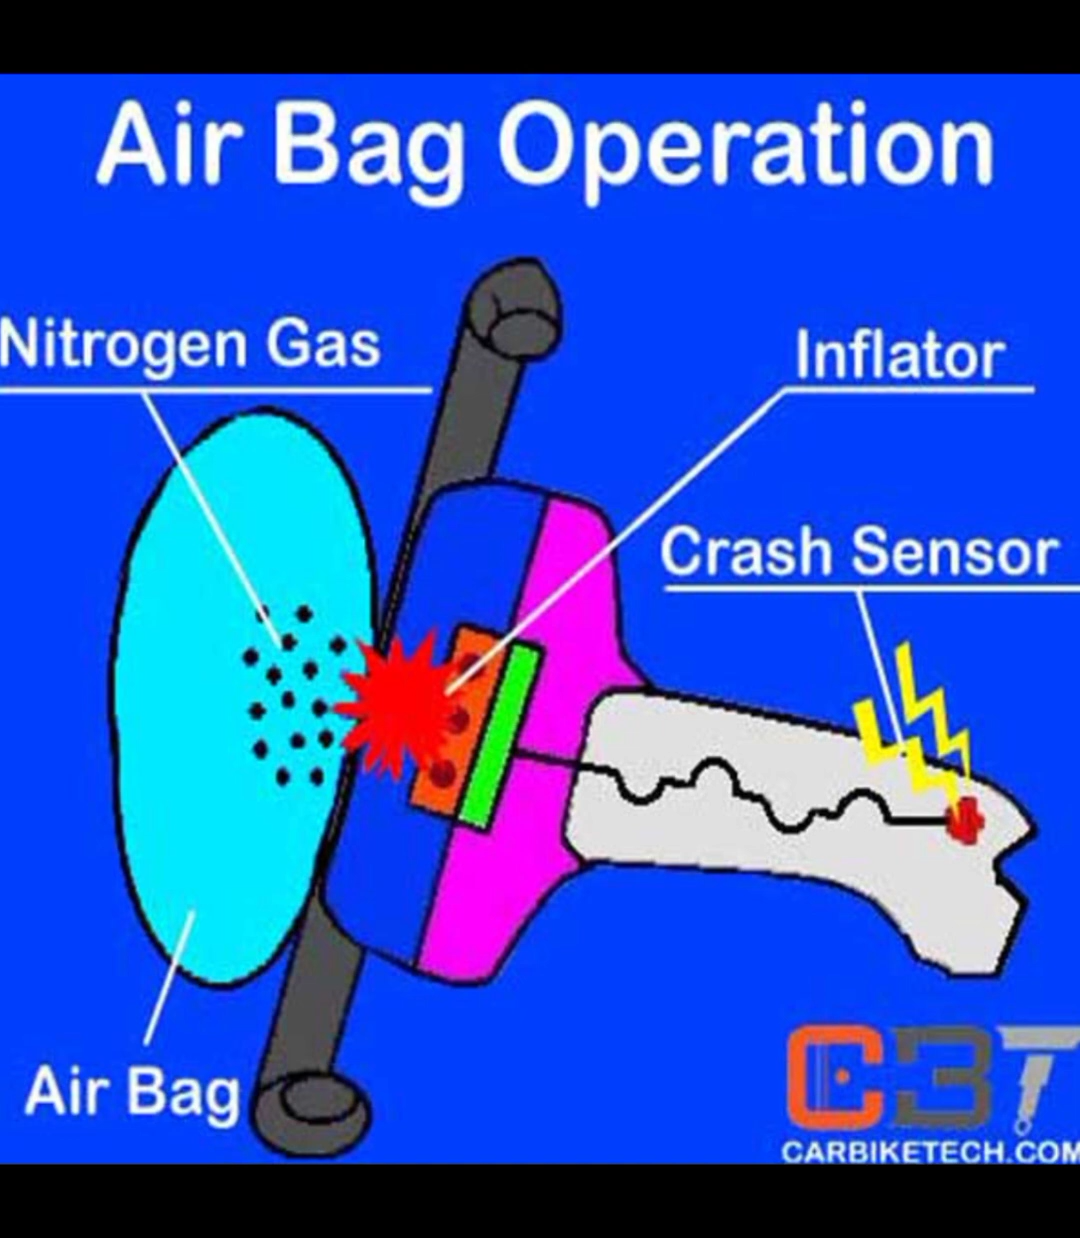 Air Bag Operation
Nitrogen Gas
Inflator
Crash Sensor
Air Bag
CBT
CARBIKETECH.COM